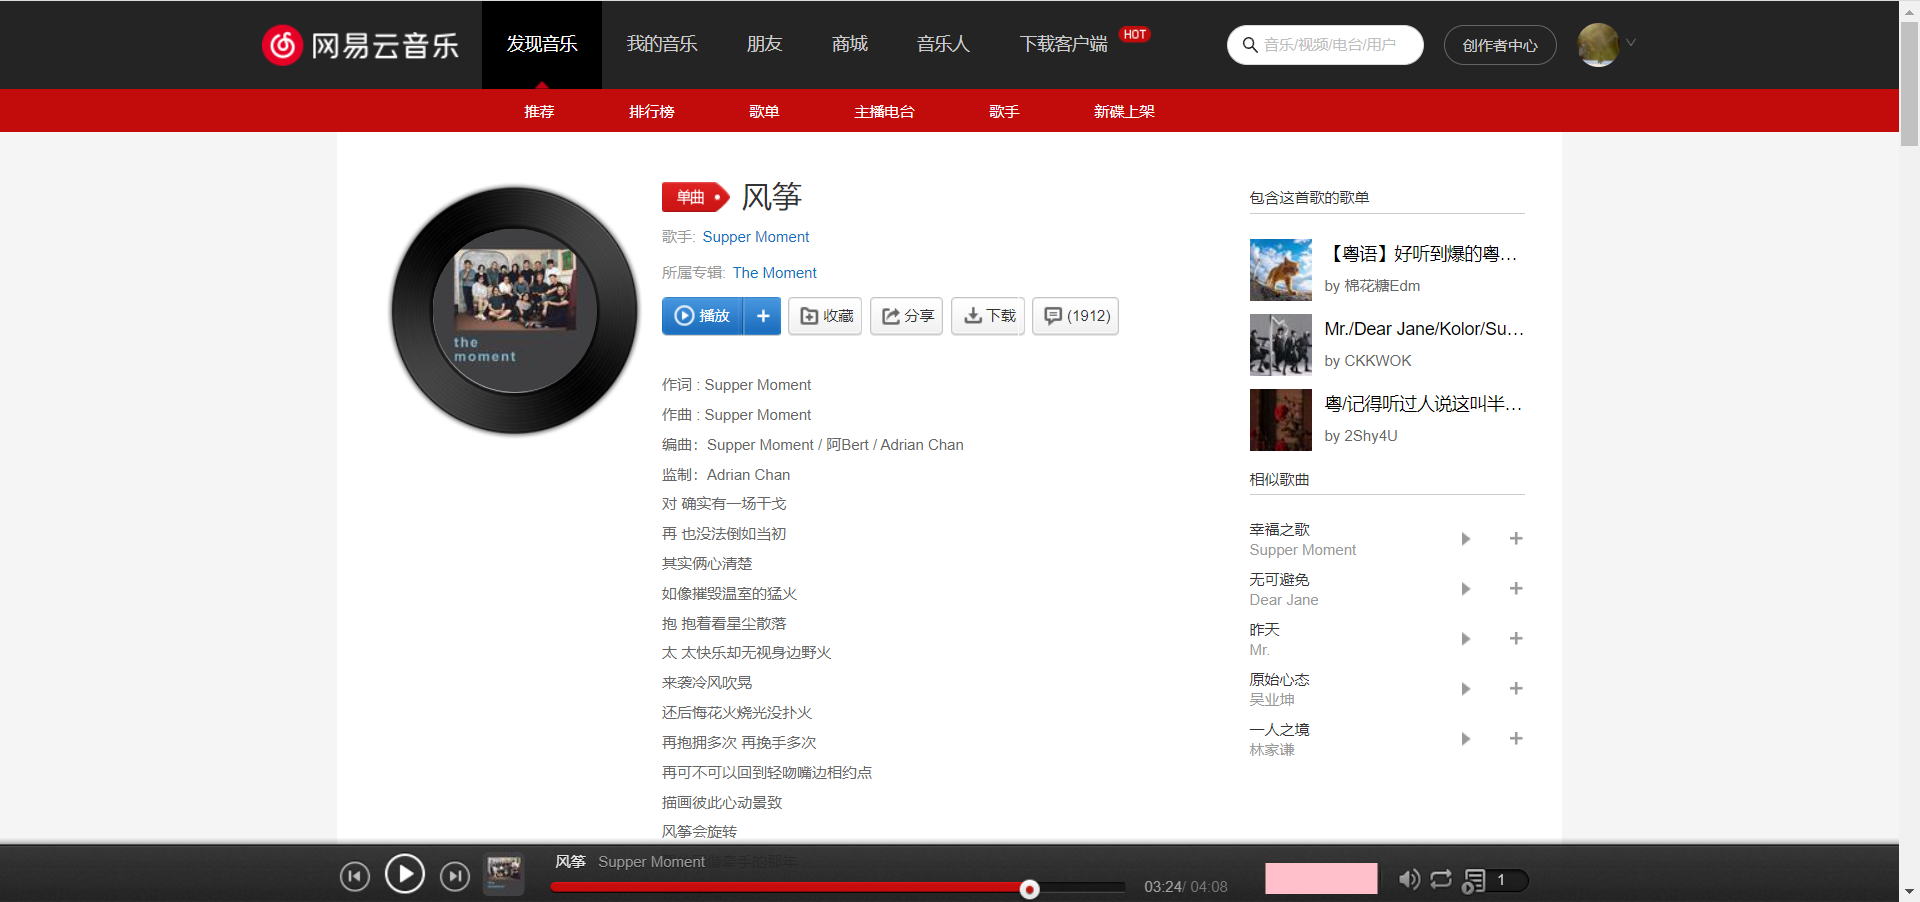 网易云音乐
发现音乐
我的音乐
朋友
商城
音乐人
下载客户端
HOT
音乐/视频/电台/用户
创作者中心
推荐
排行榜
歌单
主播电台
歌手
新碟上架
the
moment
单曲
风筝
歌手: Supper Moment
所属专辑: The Moment
播放
收藏
分享
下载
(1912)
作词 : Supper Moment
作曲 : Supper Moment
编曲：Supper Moment / 阿Bert / Adrian Chan
监制：Adrian Chan
对 确实有一场干戈
再 也没法倒如当初
其实俩心清楚
如像摧毁温室的猛火
抱 抱着看星尘散落
太 太快乐却无视身边野火
来袭冷风吹晃
还后悔花火烧光没扑火
再抱拥多次 再挽手多次
再可不可以回到轻吻嘴边相约点
描画彼此心动景致
风筝会旋转
包含这首歌的歌单
【粤语】好听到爆的粤...
by 棉花糖Edm
Mr./Dear Jane/Kolor/Su...
by CKKWOK
粤/记得听过人说这叫半...
by 2Shy4U
相似歌曲
幸福之歌
Supper Moment
无可避免
Dear Jane
昨天
Mr.
原始心态
吴业坤
一人之境
林家谦
风筝 Supper Moment
03:24/ 04:08
1